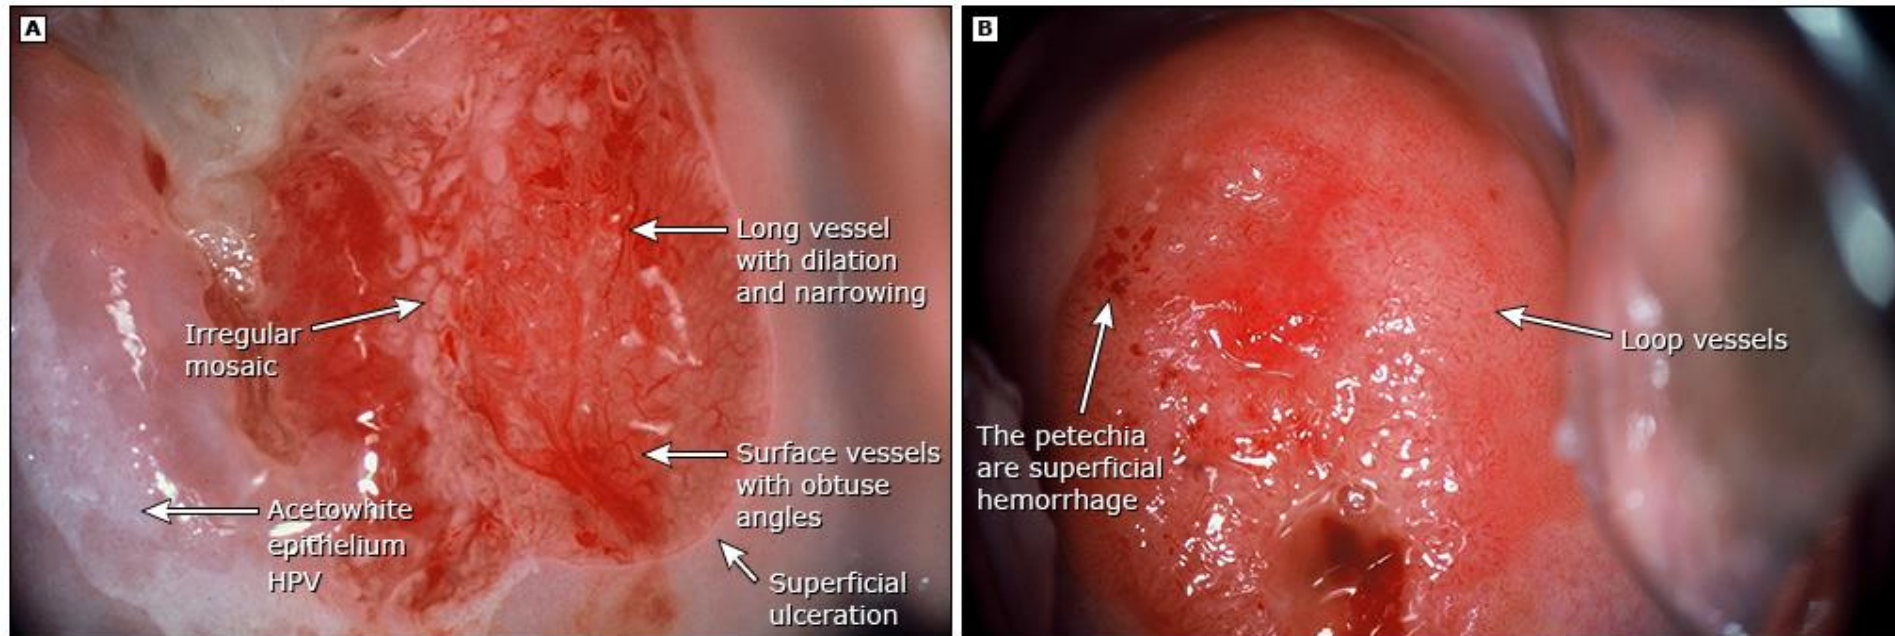 A
Long vessel
with dilation
and narrowing
Irregular
mosaic
Surface vessels
with obtuse
angles
Acetowhite
epithelium
HPV
Superficial
ulceration
B
Loop vessels
The petechia
are superficial
hemorrhage